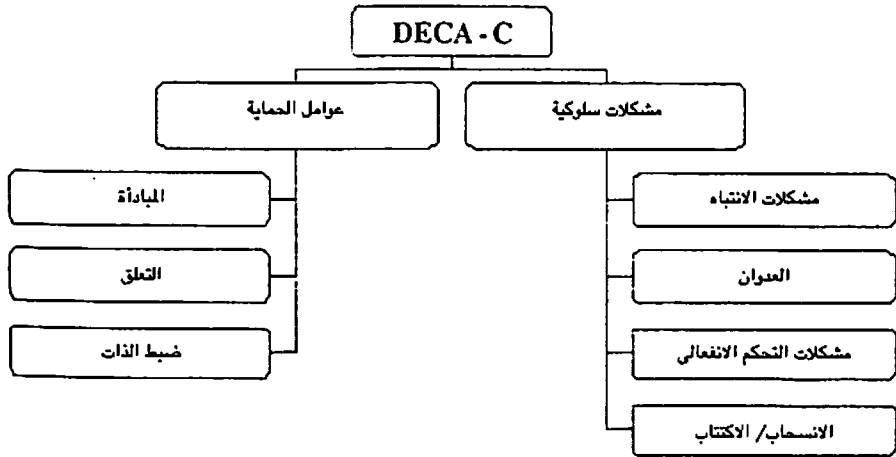 DECA - C
مشكلات سلوكية
عوامل الحماية
مشكلات الانتباه
العدوان
مشكلات التحكم الانفعالي
الانسحاب/ الاكتئاب
المبادأة
التعلق
ضبط الذات